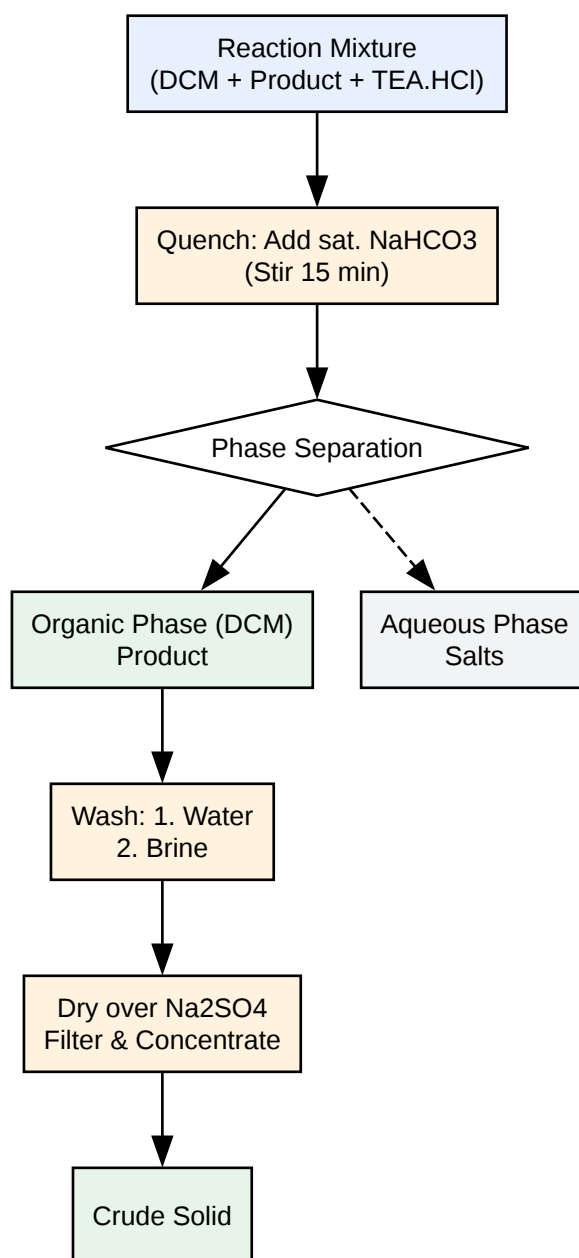 Reaction Mixture
(DCM + Product + TEA.HCl)
Quench: Add sat. NaHCO3
(Stir 15 min)
Phase Separation
Organic Phase (DCM)
Product
Aqueous Phase
Salts
Wash: 1. Water
2. Brine
Dry over Na2SO4
Filter & Concentrate
Crude Solid